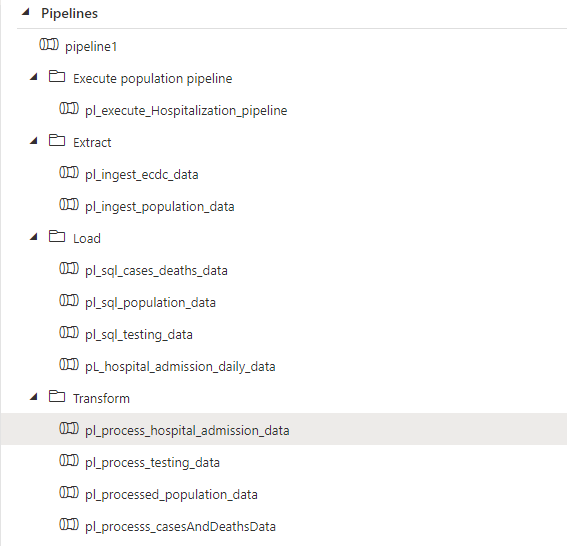 Pipelines
pipeline1
Execute population pipeline
pl_execute_Hospitalization_pipeline
Extract
pl_ingest_ecdc_data
pl_ingest_population_data
Load
pl_sql_cases_deaths_data
pl_sql_population_data
pl_sql_testing_data
pL_hospital_admission_daily_data
Transform
pl_process_hospital_admission_data
pl_process_testing_data
pl_processed_population_data
pl_processs_casesAndDeathsData